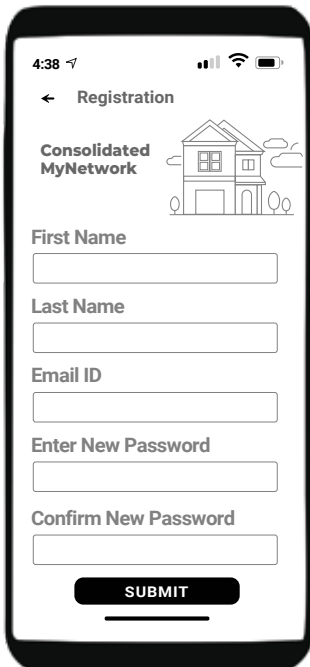 4:38
Registration
Consolidated
MyNetwork
First Name
Last Name
Email ID
Enter New Password
Confirm New Password
SUBMIT